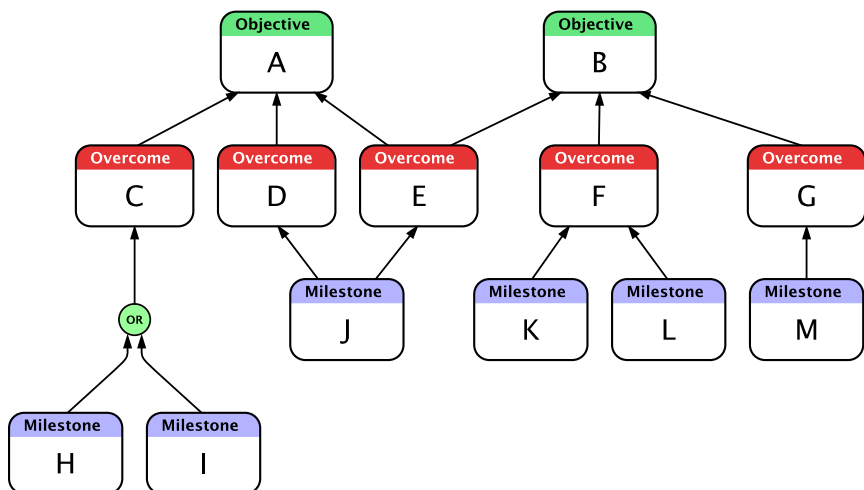 Objective
A
Objective
B
Overcome
C
Overcome
D
Overcome
E
Overcome
F
Overcome
G
Milestone
J
Milestone
K
Milestone
L
Milestone
M
OR
Milestone
H
Milestone
I